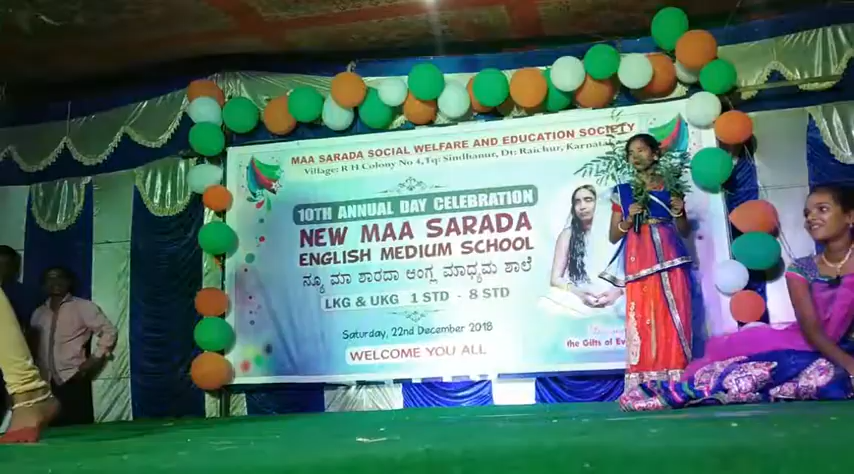 MAA SARADA SOCIAL WELFARE AND EDUCATION SOCIETY
Village: R H Colony No 4, Tq: Sindhanur, Dt: Raichur, Karnata
10TH ANNUAL DAY CELEBRATION
NEW MAA SARADA
ENGLISH MEDIUM SCHOOL
ನ್ಯೂ ಮಾ ಶಾರದಾ ಆಂಗ್ಲ ಮಾಧ್ಯಮ ಶಾಲೆ
LKG & UKG 1 STD - 8 STD
Saturday, 22nd December 2018
WELCOME YOU ALL
the Gifts of